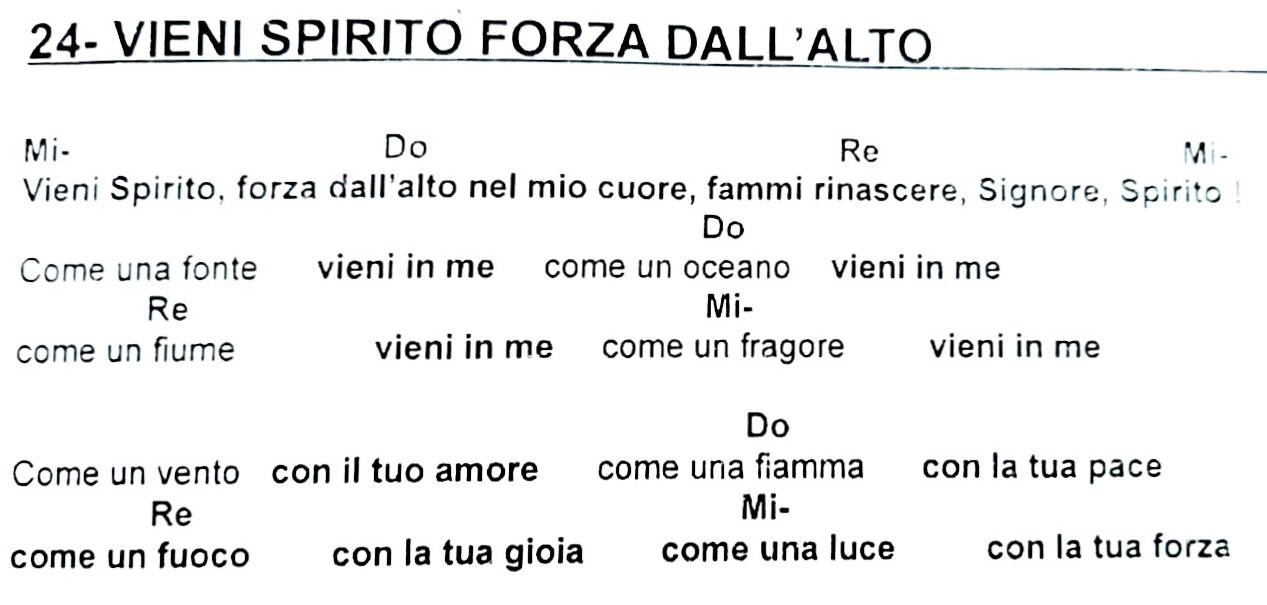 24- VIENI SPIRITO FORZA DALL'ALTO
Mi- Do Re Mi-
Vieni Spirito, forza dall'alto nel mio cuore, fammi rinascere, Signore, Spirito !
Do
Come una fonte vieni in me come un oceano vieni in me
Re Mi-
come un fiume vieni in me come un fragore vieni in me
Do
Come un vento con il tuo amore come una fiamma con la tua pace
Re Mi-
come un fuoco con la tua gioia come una luce con la tua forza